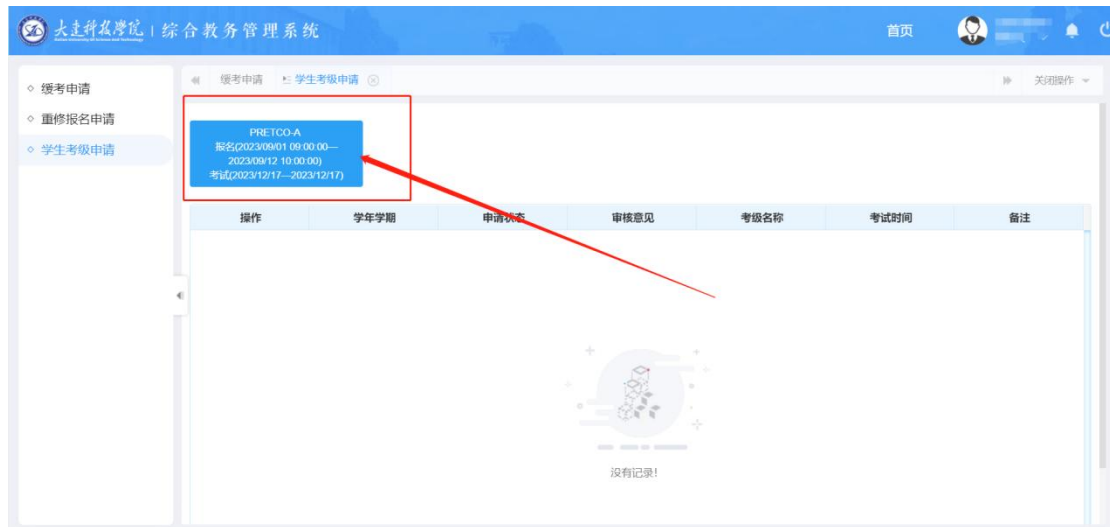 大连科技学院 | 综合教务管理系统
首页
缓考申请
学生考级申请
关闭操作
缓考申请
重修报名申请
学生考级申请
PRETCO-A
报名(2023/09/01 09:00:00—
2023/09/12 10:00:00)
考试(2023/12/17—2023/12/17)
操作
学年学期
申请状态
审核意见
考级名称
考试时间
备注
没有记录!